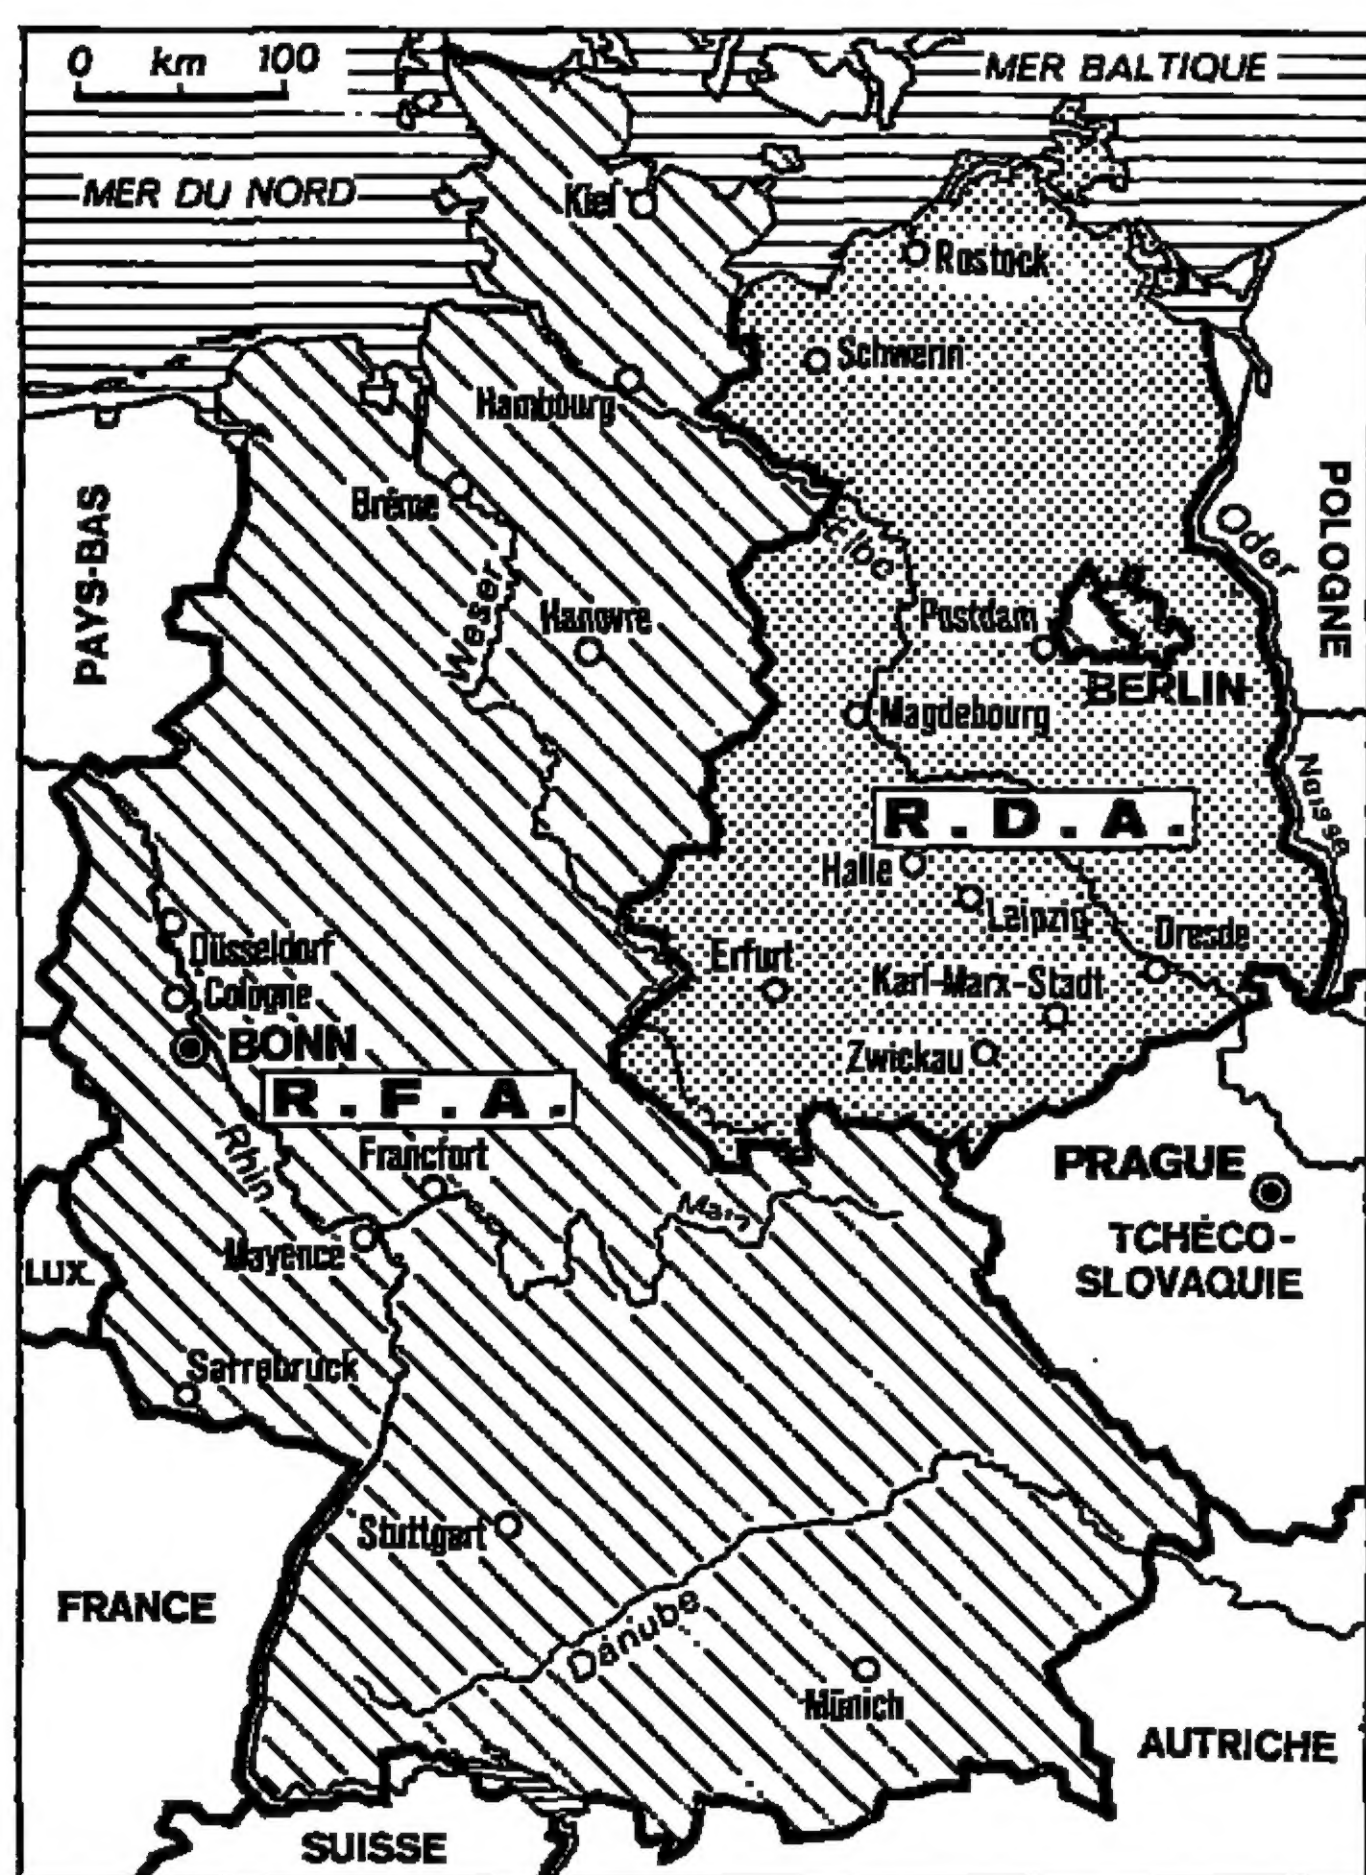 0 km 100
MER BALTIQUE
MER DU NORD
Kiel
Rostock
Schwerin
Hambourg
Brême
PAYS-BAS
POLOGNE
Oder
Elbe
Weser
Hanovre
Postdam
BERLIN
Magdebourg
Neisse
R.D.A.
Halle
Leipzig
Dresde
Düsseldorf
Erfurt
Karl-Marx-Stadt
Cologne
BONN
Zwickau
R.F.A.
Rhin
Francfort
PRAGUE
Main
Mayence
TCHÉCO-
SLOVAQUIE
LUX.
Sarrebruck
Stuttgart
FRANCE
Danube
Münich
AUTRICHE
SUISSE